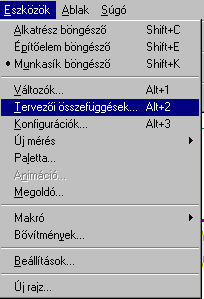 Eszközök Ablak Súgó
Alkatrész böngésző Shift+C
Építőelem böngésző Shift+E
Munkasík böngésző Shift+K
Változók... Alt+1
Tervezői összefüggések... Alt+2
Konfigurációk... Alt+3
Új mérés
Paletta...
Animáció...
Megoldó...
Makró
Bővítmények...
Beállítások...
Új rajz...